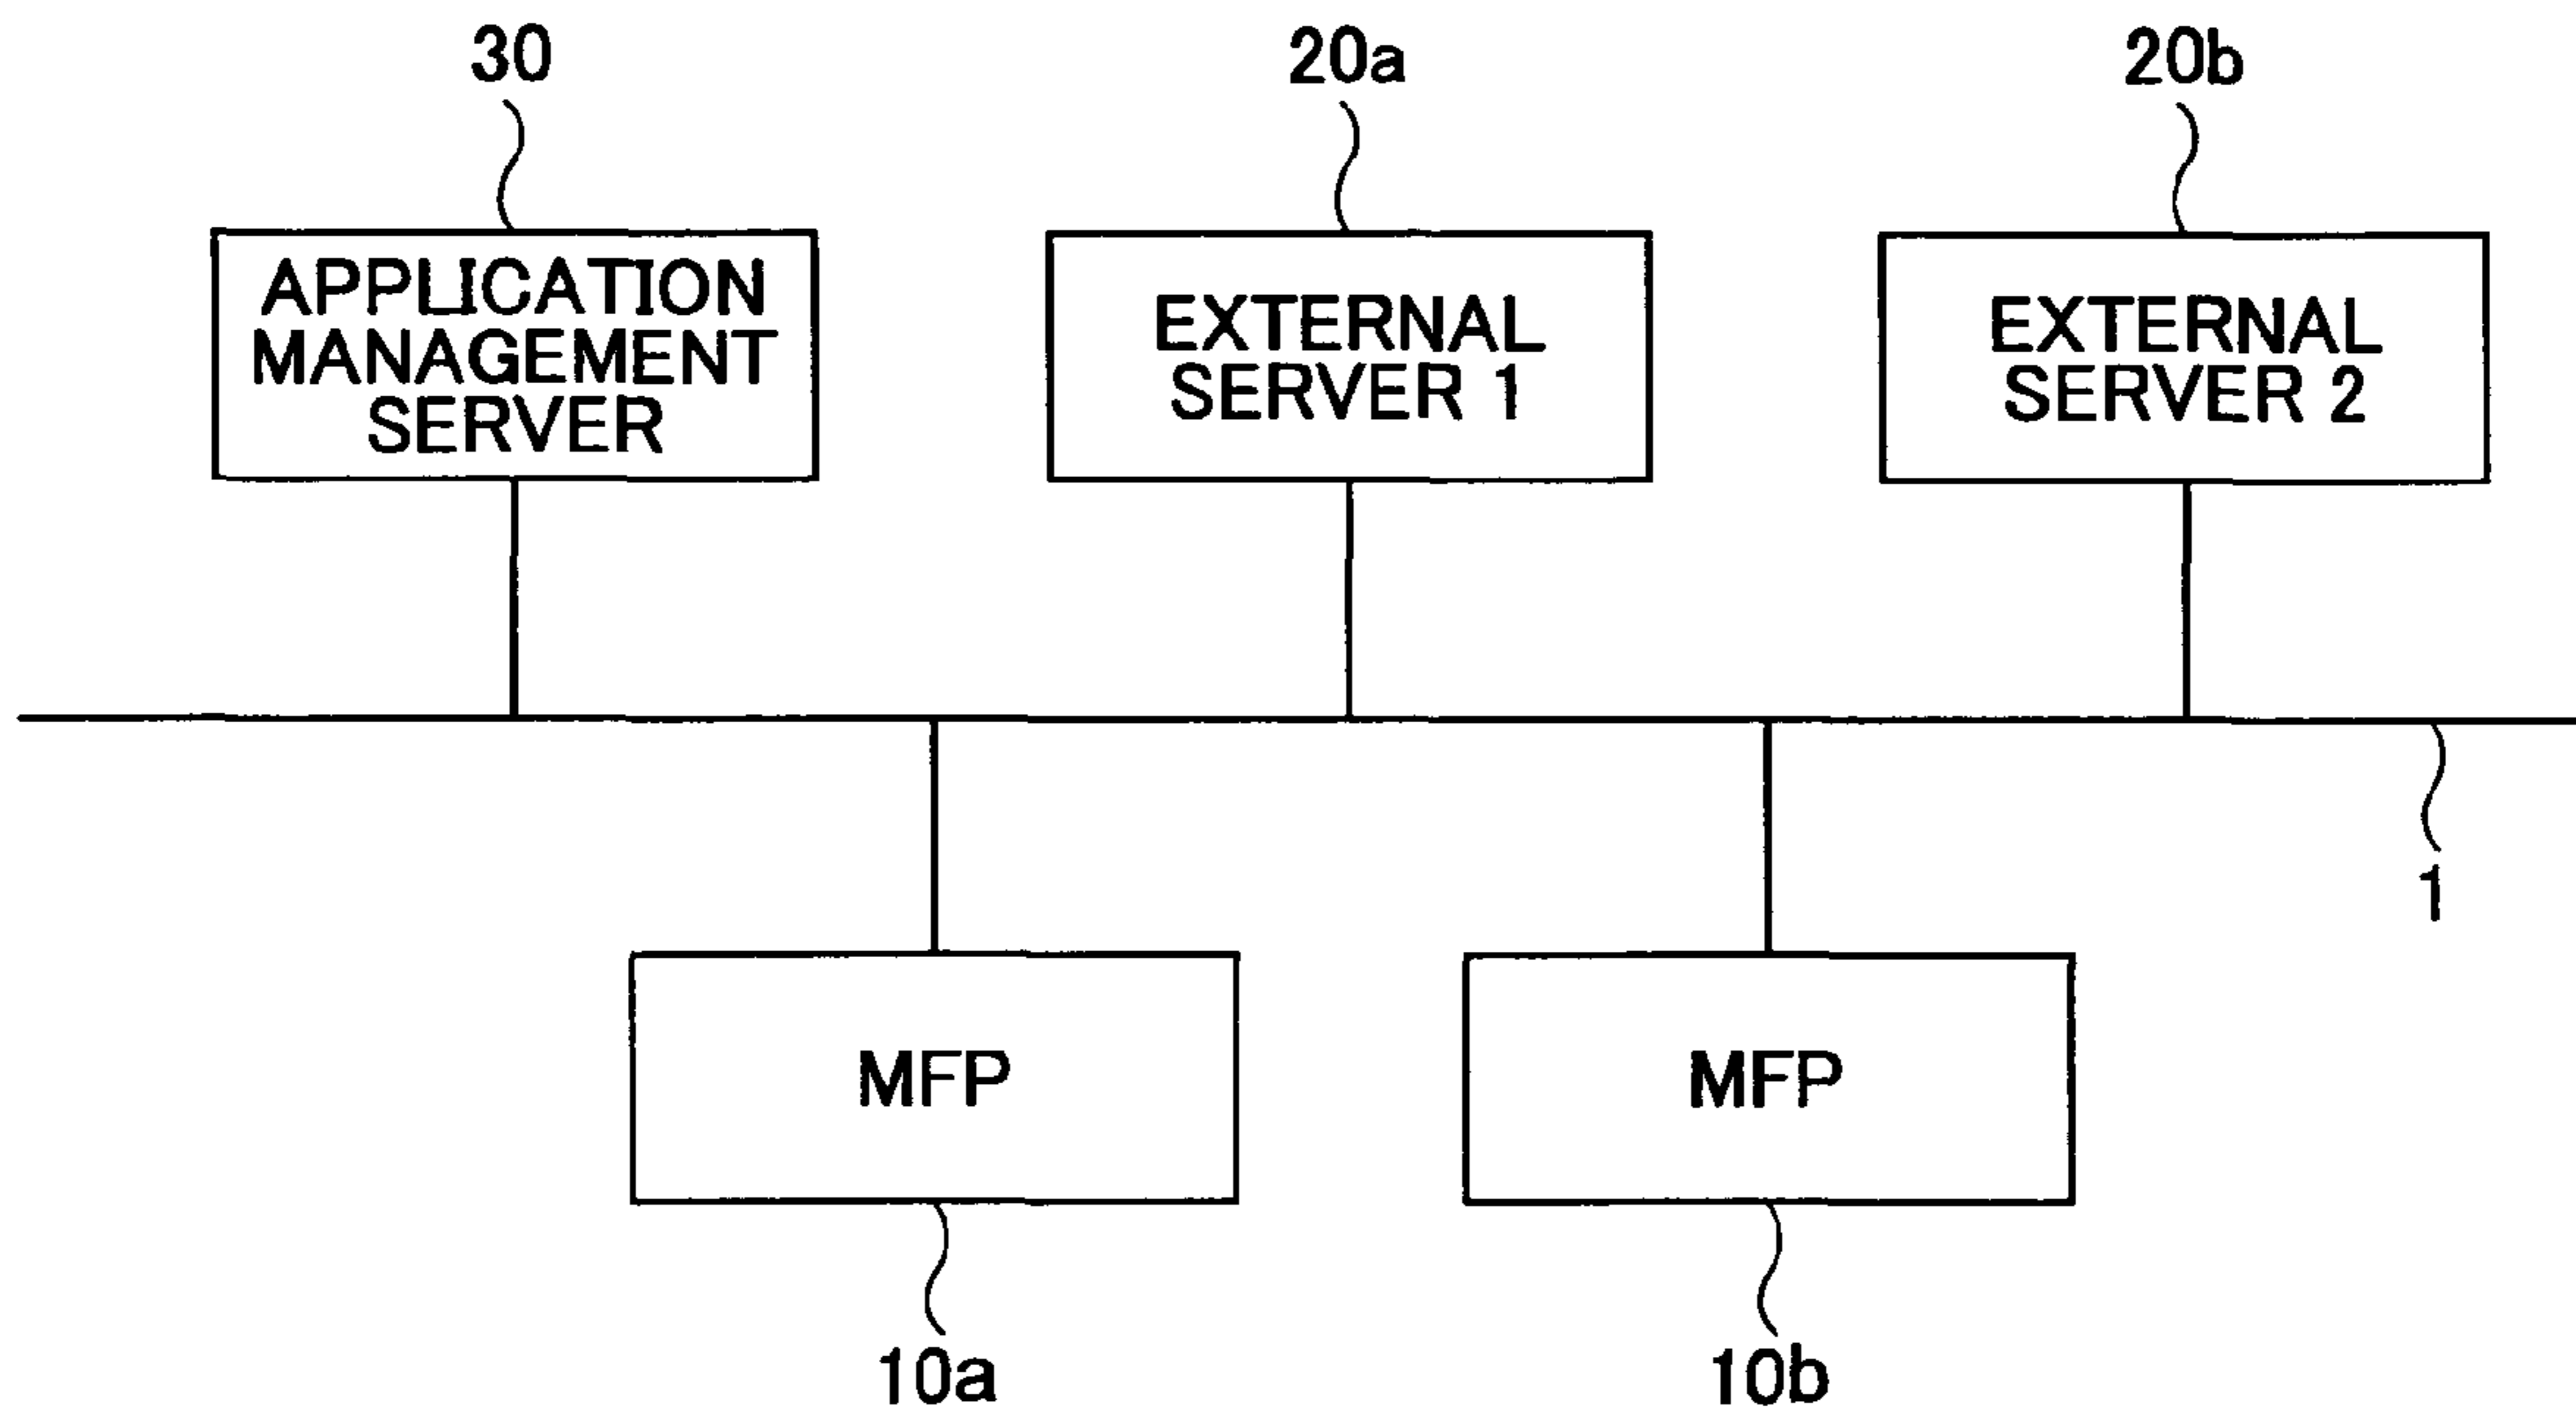 30
20a
20b
APPLICATION
MANAGEMENT
SERVER
EXTERNAL
SERVER 1
EXTERNAL
SERVER 2
1
MFP
MFP
10a
10b